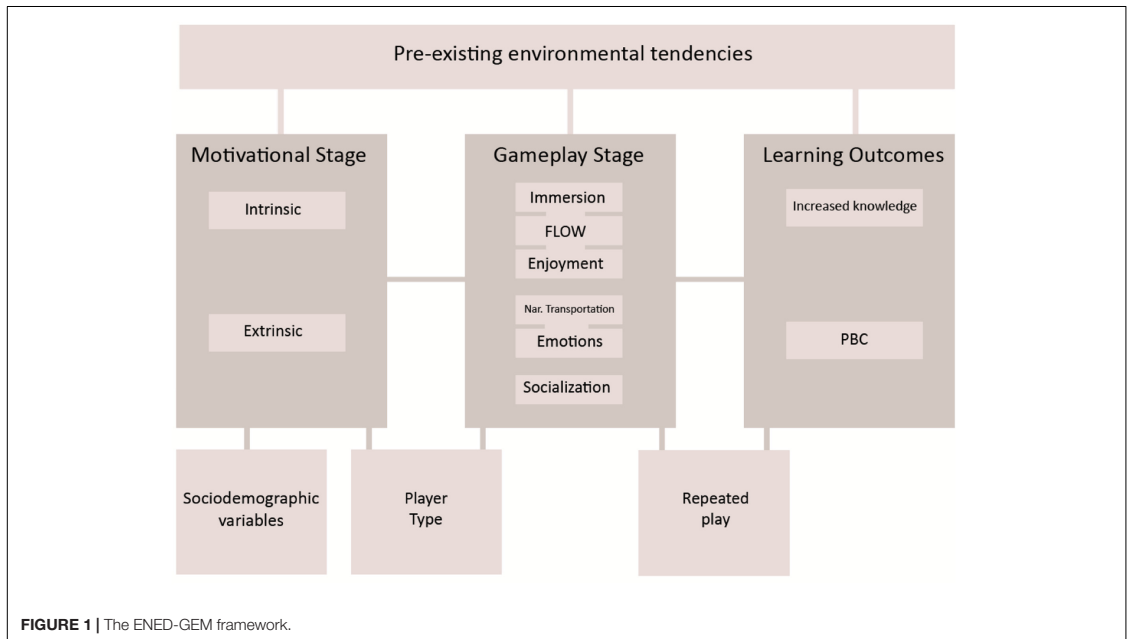 Pre-existing environmental tendencies
Motivational Stage
Intrinsic
Extrinsic
Gameplay Stage
Immersion
FLOW
Enjoyment
Nar. Transportation
Emotions
Socialization
Learning Outcomes
Increased knowledge
PBC
Sociodemographic
variables
Player
Type
Repeated
play
FIGURE 1 | The ENED-GEM framework.